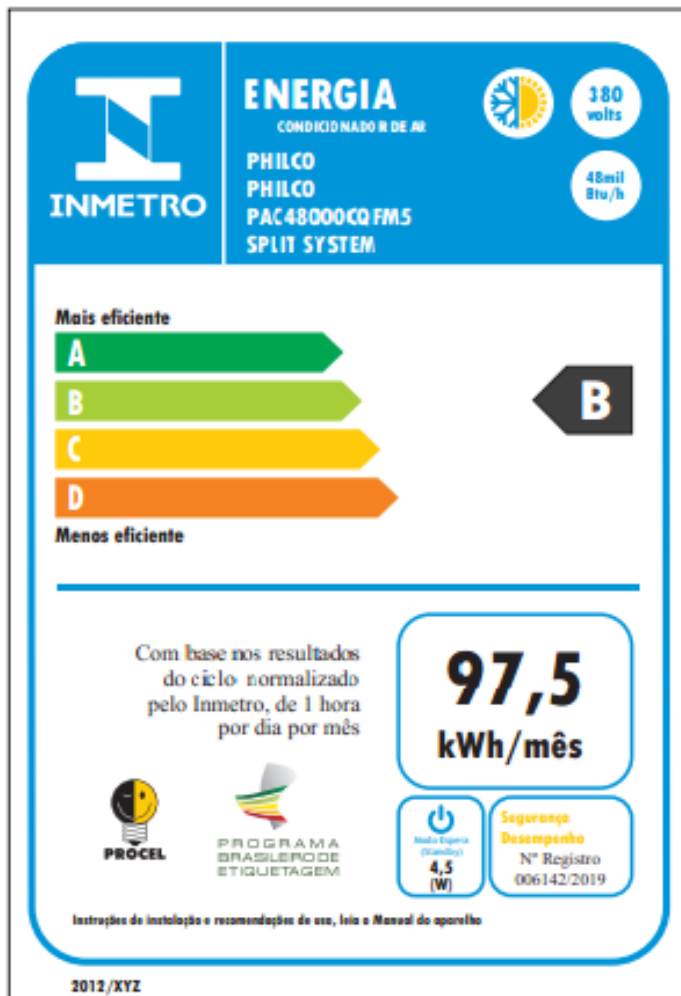 INMETRO
ENERGIA
CONDICIONADOR DE AR
PHILCO
PHILCO
PAC48000CQFM5
SPLIT SYSTEM
380
volts
48mil
Btu/h
Mais eficiente
A
B
C
D
Menos eficiente
B
Com base nos resultados
do ciclo normalizado
pelo Inmetro, de 1 hora
por dia por mês
97,5
kWh/mês
PROCEL
PROGRAMA
BRASILEIRO DE
ETIQUETAGEM
Modo Espera
(Standby)
4,5
(W)
Segurança
Desempenho
Nº Registro
006142/2019
Instruções de instalação e recomendações de uso, leia o Manual do aparelho
2012/XYZ